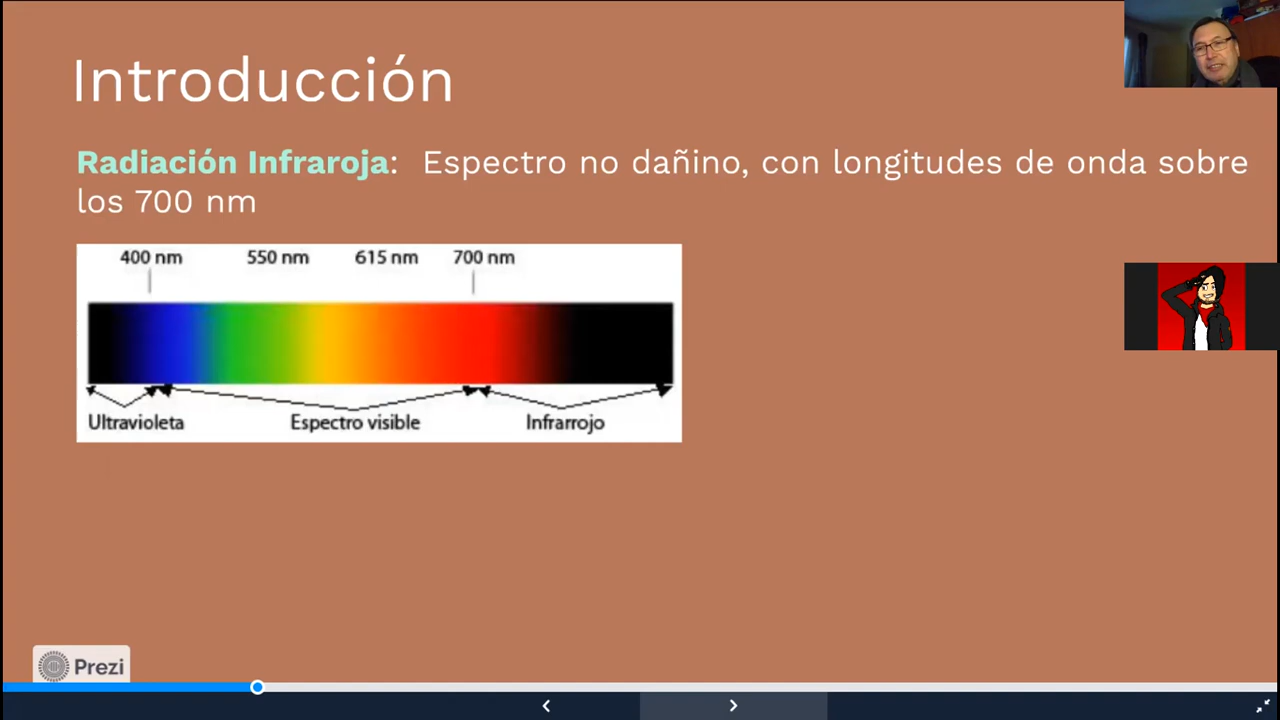 Introducción
Radiación Infraroja: Espectro no dañino, con longitudes de onda sobre
los 700 nm
400 nm 550 nm 615 nm 700 nm
Ultravioleta Espectro visible Infrarrojo
Prezi